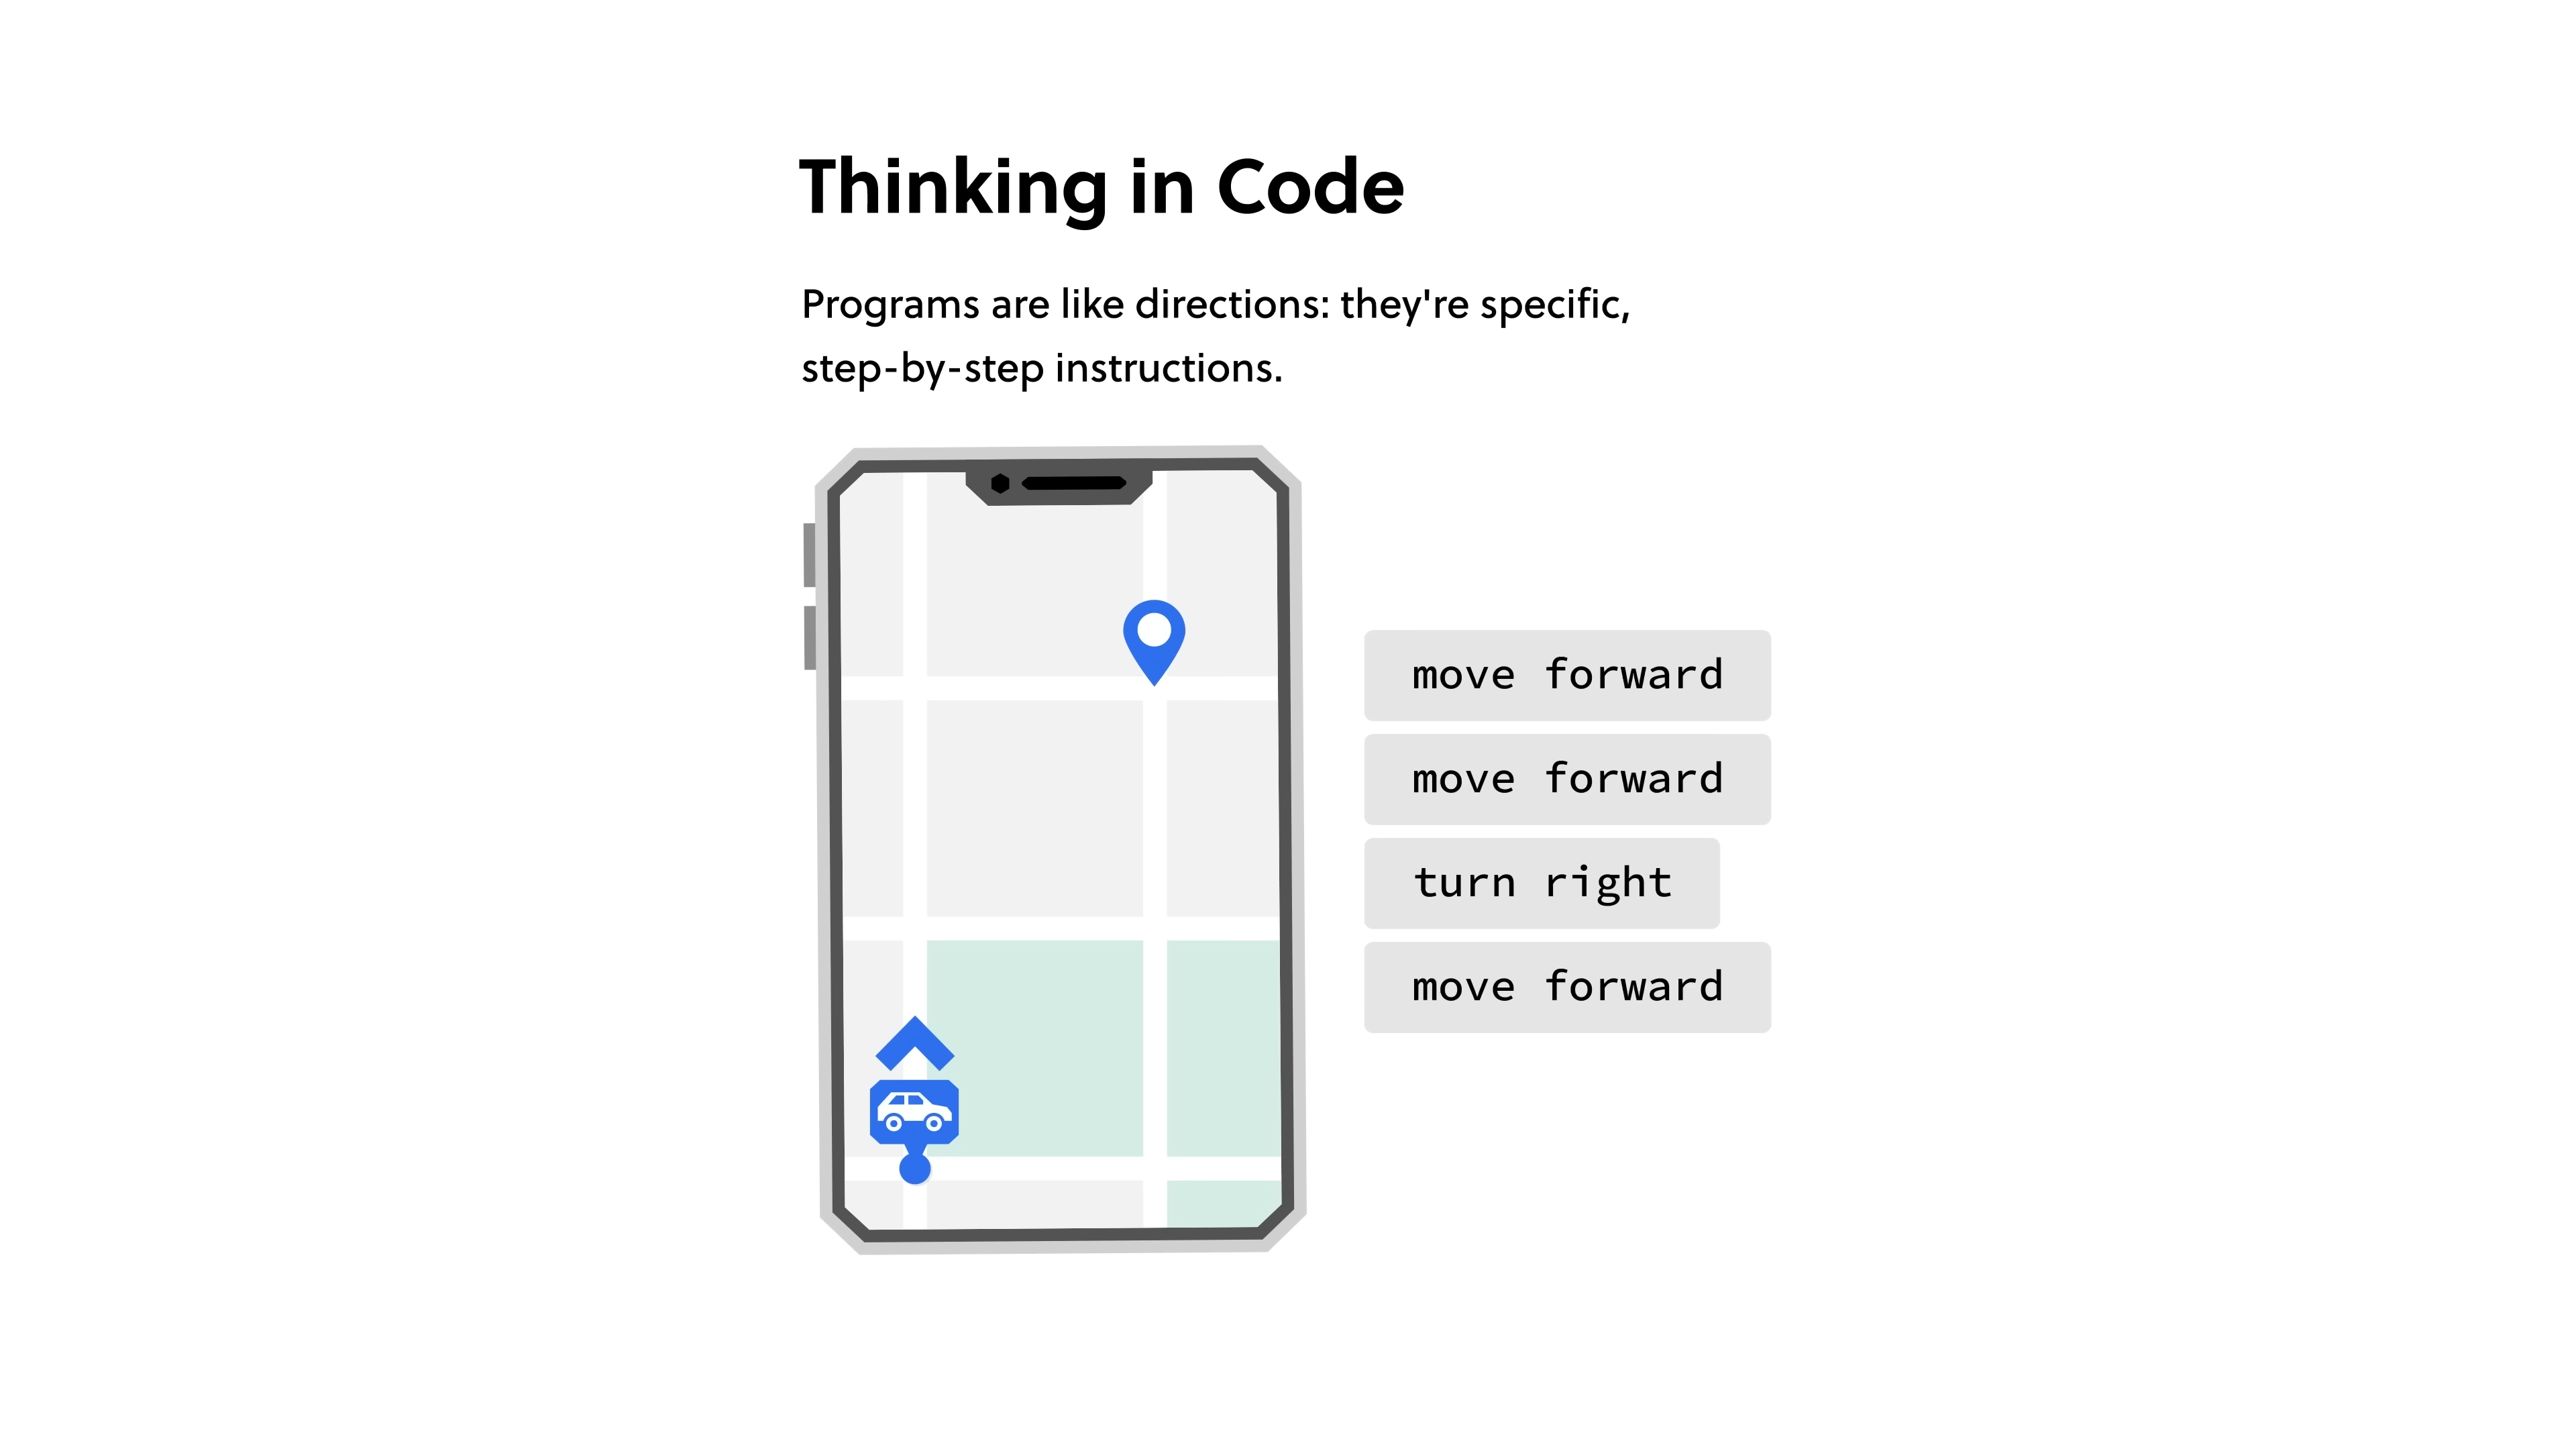 Thinking in Code
Programs are like directions: they're specific,
step-by-step instructions.
move forward
move forward
turn right
move forward